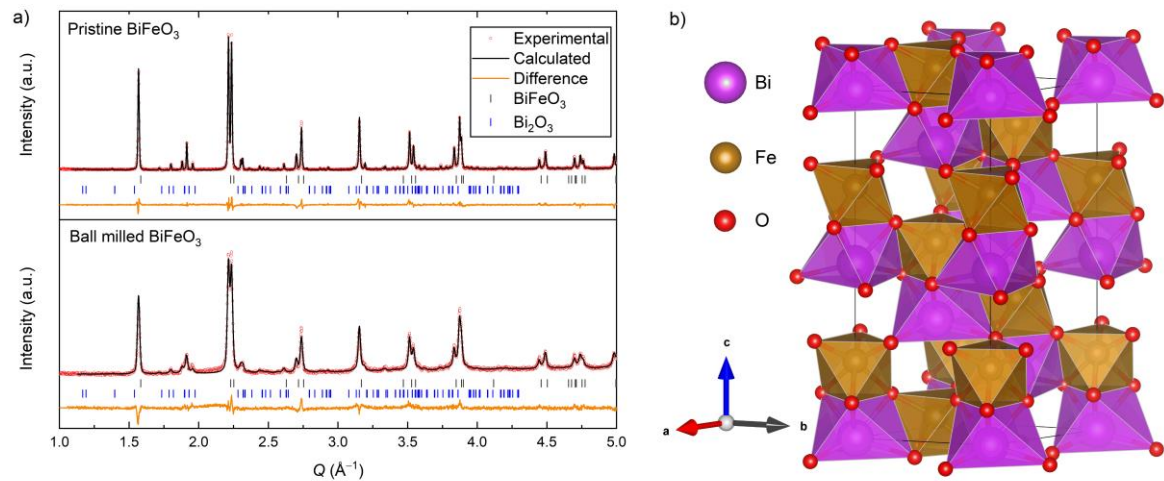 a)
Pristine BiFeO₃
Experimental
Calculated
Difference
BiFeO₃
Bi₂O₃
Intensity (a.u.)
Ball milled BiFeO₃
Intensity (a.u.)
1.0 1.5 2.0 2.5 3.0 3.5 4.0 4.5 5.0
Q (Å⁻¹)
b)
Bi
Fe
O
c
a
b